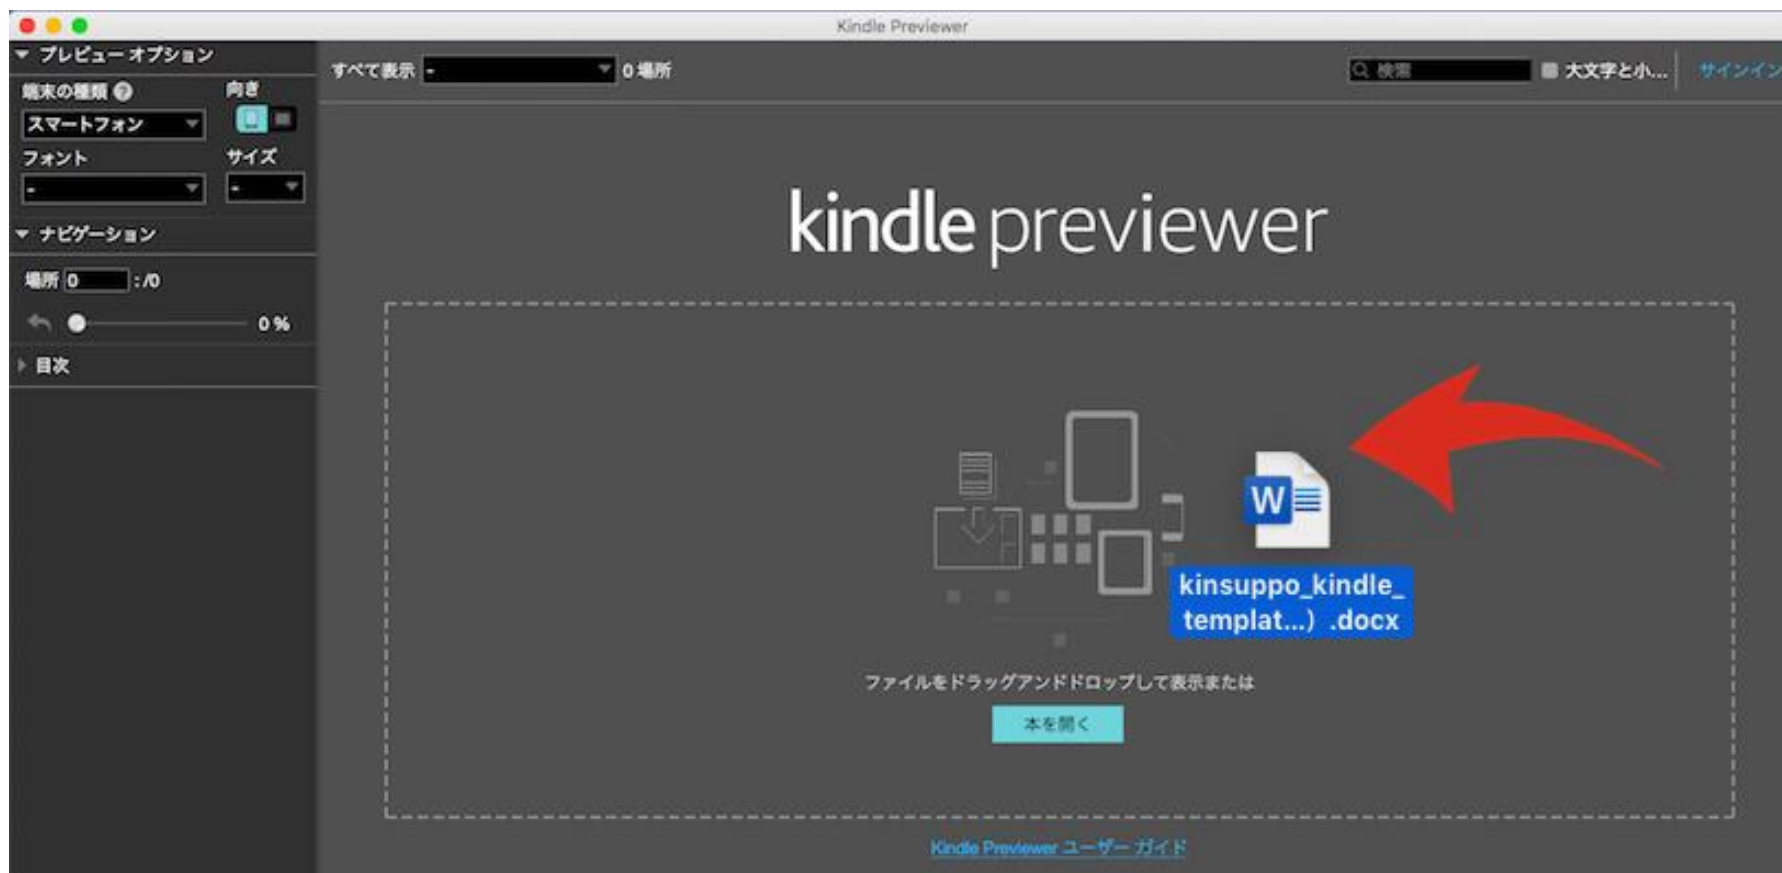 Kindle Previewer
プレビュー オプション
端末の種類 ?
向き
スマートフォン
フォント
サイズ
-
-
ナビゲーション
場所 0 : /0
0 %
目次
すべて表示 - 0 場所
検索
大文字と小...
サインイン
kindle previewer
W
kinsuppo_kindle_
templat...）.docx
ファイルをドラッグアンドドロップして表示または
本を開く
Kindle Previewer ユーザー ガイド